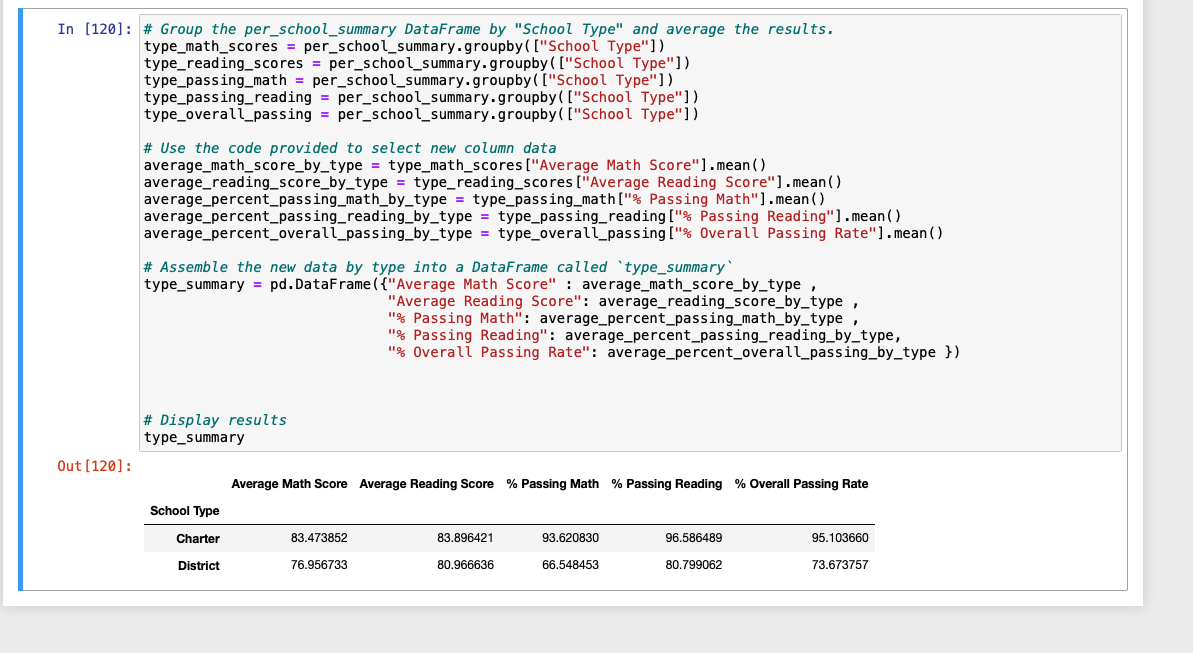 In [120]: # Group the per_school_summary DataFrame by "School Type" and average the results.
type_math_scores = per_school_summary.groupby(["School Type"])
type_reading_scores = per_school_summary.groupby(["School Type"])
type_passing_math = per_school_summary.groupby(["School Type"])
type_passing_reading = per_school_summary.groupby(["School Type"])
type_overall_passing = per_school_summary.groupby(["School Type"])
# Use the code provided to select new column data
average_math_score_by_type = type_math_scores["Average Math Score"].mean()
average_reading_score_by_type = type_reading_scores["Average Reading Score"].mean()
average_percent_passing_math_by_type = type_passing_math["% Passing Math"].mean()
average_percent_passing_reading_by_type = type_passing_reading["% Passing Reading"].mean()
average_percent_overall_passing_by_type = type_overall_passing["% Overall Passing Rate"].mean()
# Assemble the new data by type into a DataFrame called `type_summary`
type_summary = pd.DataFrame({"Average Math Score" : average_math_score_by_type ,
"Average Reading Score": average_reading_score_by_type ,
"% Passing Math": average_percent_passing_math_by_type ,
"% Passing Reading": average_percent_passing_reading_by_type,
"% Overall Passing Rate": average_percent_overall_passing_by_type })
# Display results
type_summary
Out[120]:
Average Math Score Average Reading Score % Passing Math % Passing Reading % Overall Passing Rate
School Type
Charter 83.473852 83.896421 93.620830 96.586489 95.103660
District 76.956733 80.966636 66.548453 80.799062 73.673757